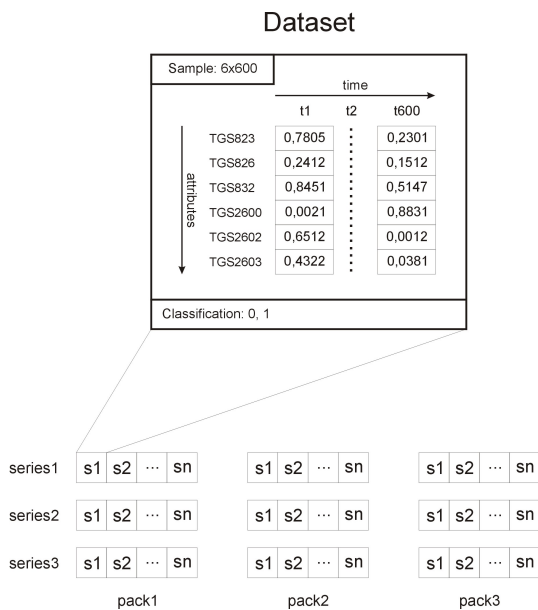 Dataset
Sample: 6x600
time
t1 t2 t600
attributes
TGS823 0,7805 0,2301
TGS826 0,2412 0,1512
TGS832 0,8451 0,5147
TGS2600 0,0021 0,8831
TGS2602 0,6512 0,0012
TGS2603 0,4322 0,0381
Classification: 0, 1
series1 s1 s2 ... sn s1 s2 ... sn s1 s2 ... sn
series2 s1 s2 ... sn s1 s2 ... sn s1 s2 ... sn
series3 s1 s2 ... sn s1 s2 ... sn s1 s2 ... sn
pack1 pack2 pack3